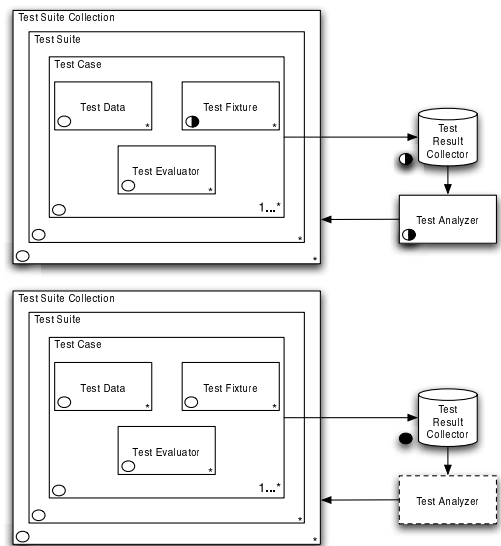 Test Suite Collection
Test Suite
Test Case
Test Data
*
Test Fixture
*
Test Evaluator
*
1...*
*
*
Test
Result
Collector
Test Analyzer
Test Suite Collection
Test Suite
Test Case
Test Data
*
Test Fixture
*
Test Evaluator
*
1...*
*
*
Test
Result
Collector
Test Analyzer